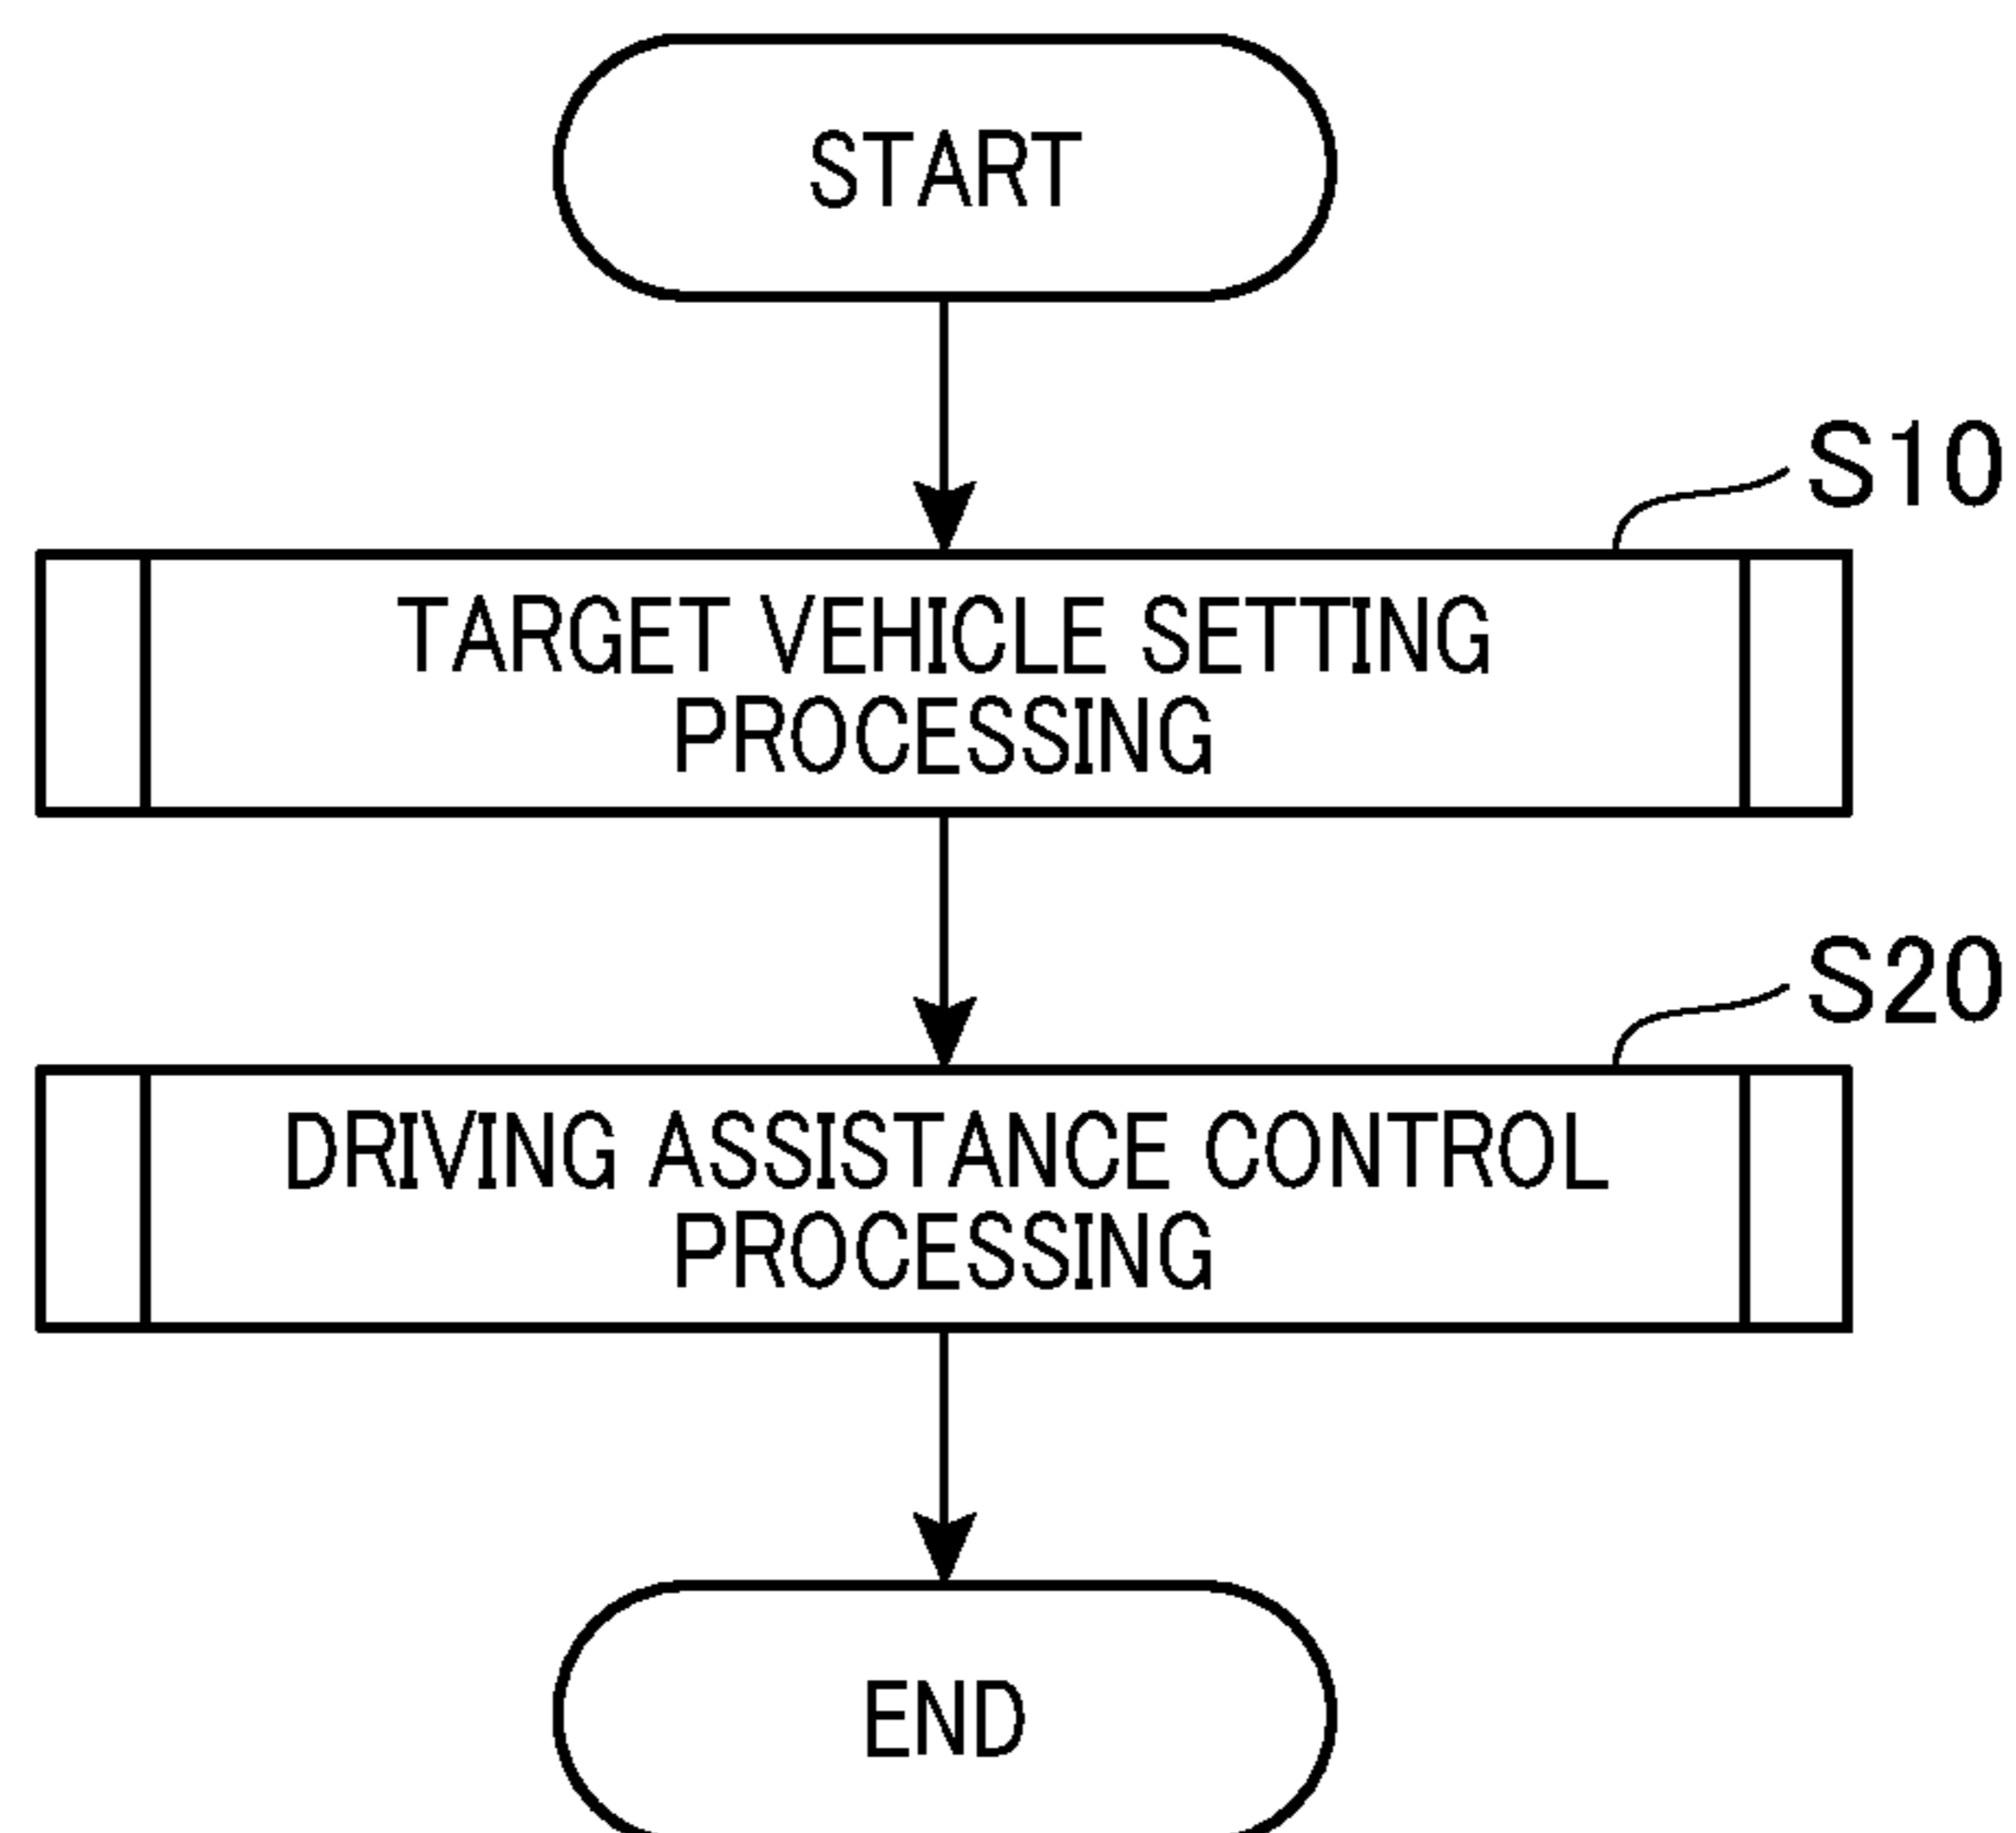 START
S10
TARGET VEHICLE SETTING
PROCESSING
S20
DRIVING ASSISTANCE CONTROL
PROCESSING
END